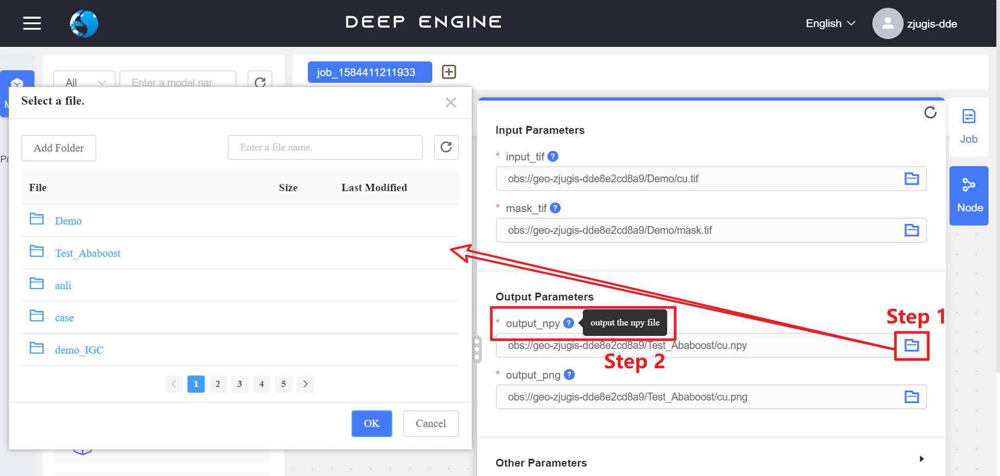 DEEP ENGINE
English
zjugis-dde
All
Enter a model nar
job_1584411211933
M
Pr
Select a file.
Add Folder
Enter a file name.
File Size Last Modified
Demo
Test_Ababoost
anli
case
demo_IGC
1 2 3 4 5
OK
Cancel
Input Parameters
* input_tif ?
obs://geo-zjugis-dde8e2cd8a9/Demo/cu.tif
* mask_tif ?
obs://geo-zjugis-dde8e2cd8a9/Demo/mask.tif
Output Parameters
* output_npy ? output the npy file
Step 1
obs://geo-zjugis-dde8e2cd8a9/Test_Ababoost/cu.npy
Step 2
* output_png ?
obs://geo-zjugis-dde8e2cd8a9/Test_Ababoost/cu.png
Other Parameters
Job
Node